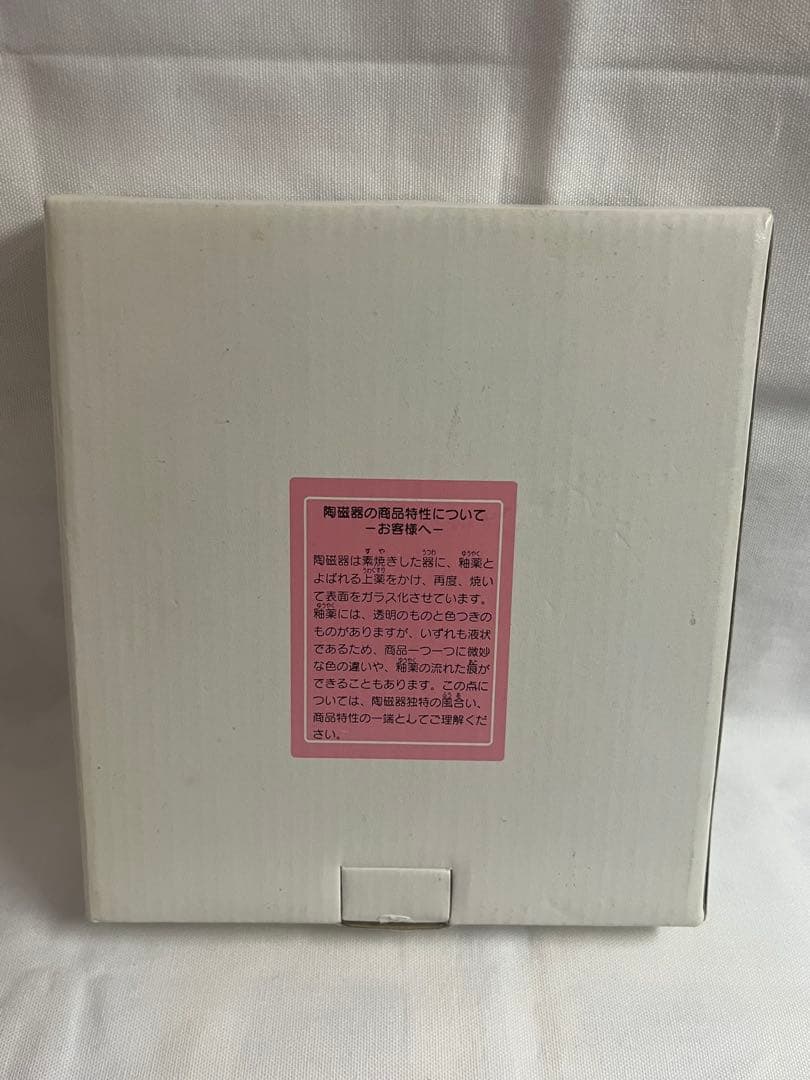 陶磁器の商品特性について
ーお客様へー
陶磁器は素焼きした器に、釉薬と
よばれる上薬をかけ、再度、焼い
て表面をガラス化させています。
釉薬には、透明のものと色つきの
ものがありますが、いずれも液状
であるため、商品一つ一つに微妙
な色の違いや、釉薬の流れた痕が
できることもあります。この点に
ついては、陶磁器独特の風合い、
商品特性の一端としてご理解くだ
さい。